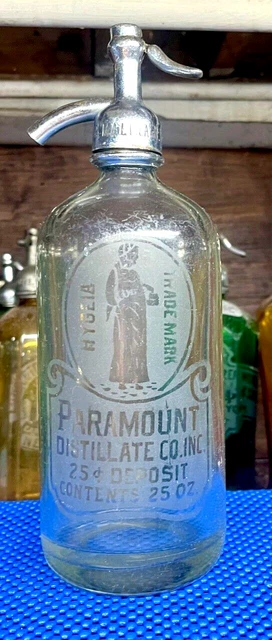 HYGEIA
TRADE MARK
PARAMOUNT
DISTILLATE CO. INC.
25¢ DEPOSIT
CONTENTS 25 OZ.